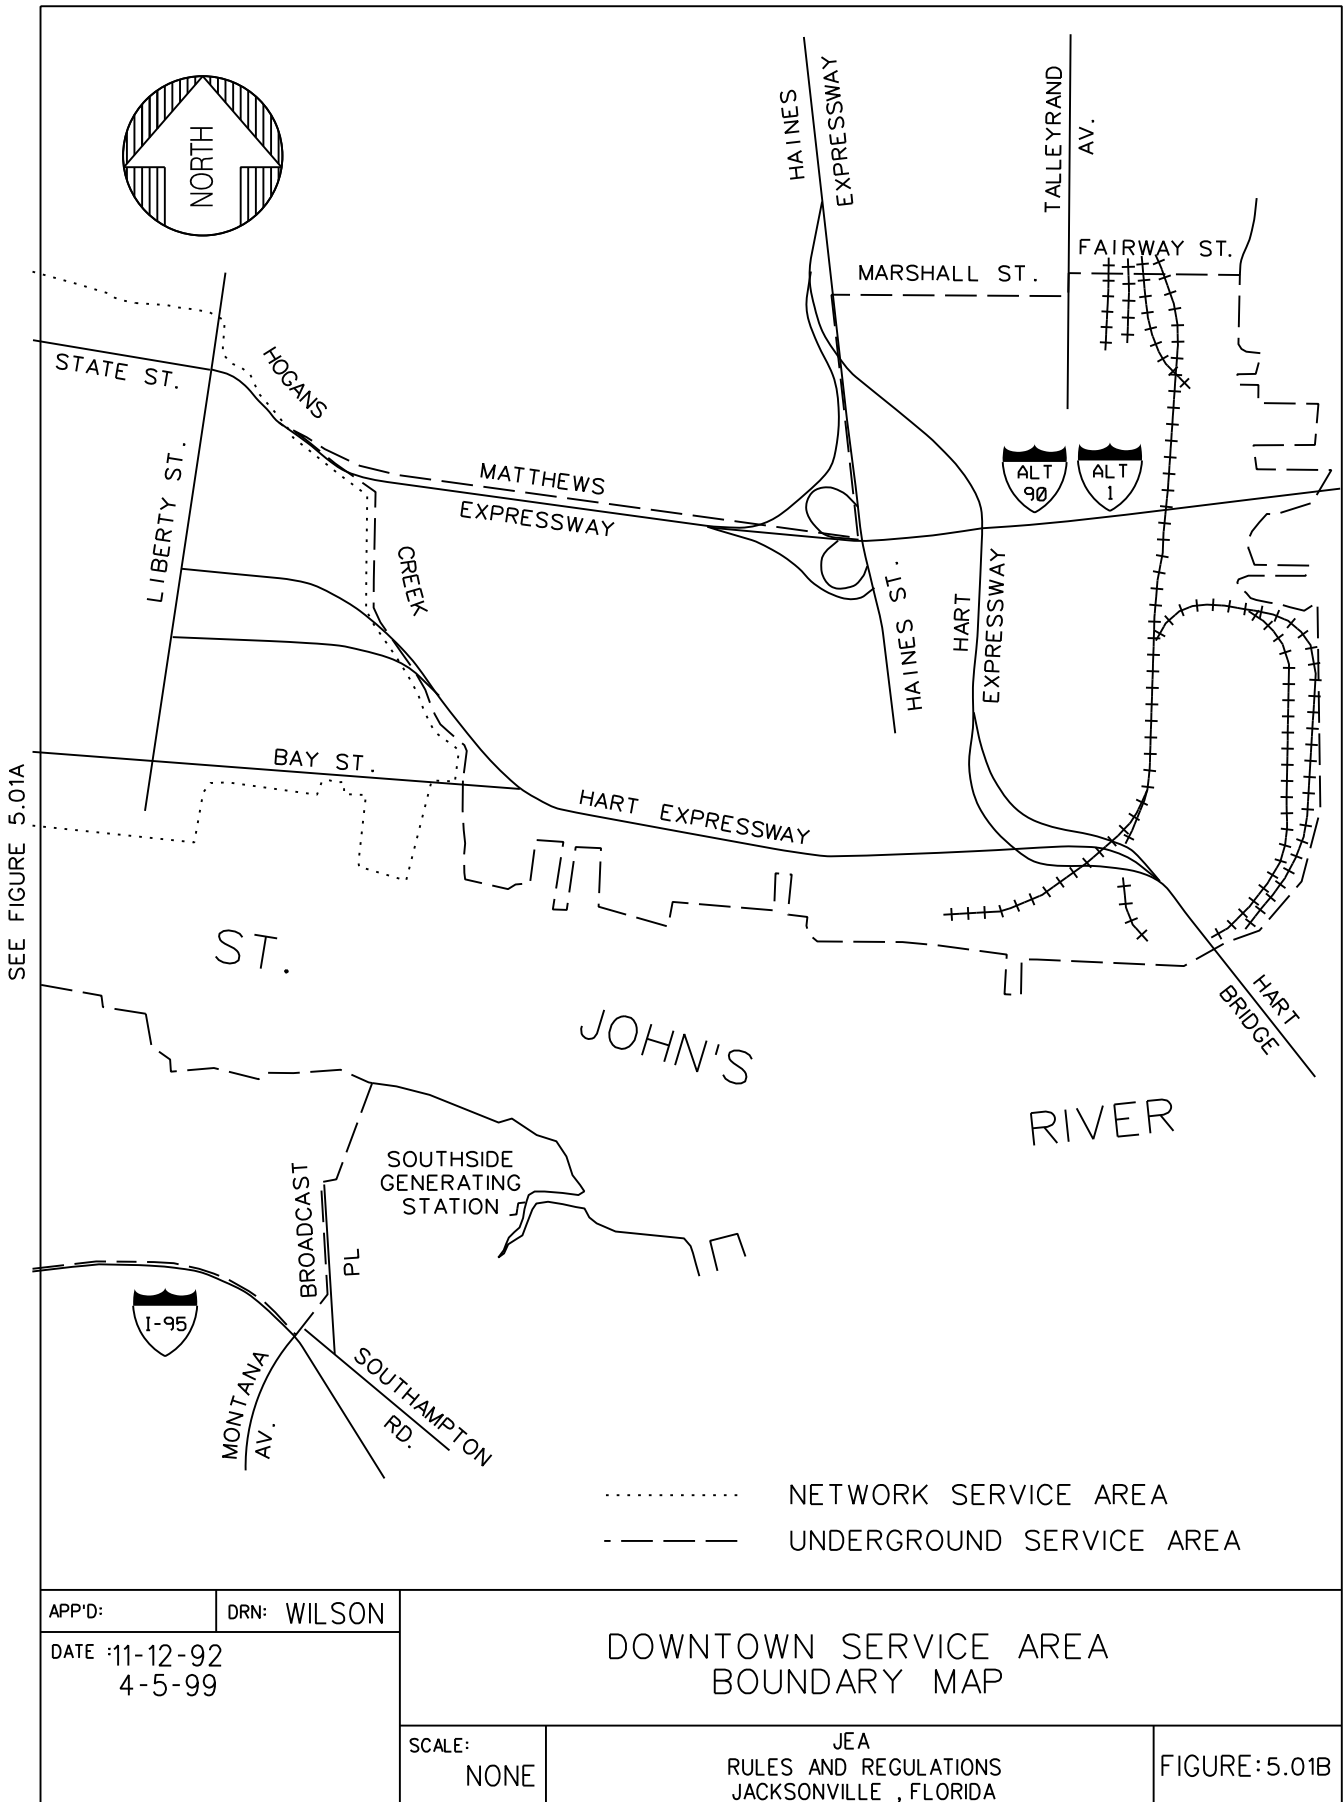 NORTH
HAINES
EXPRESSWAY
TALLEYRAND
AV.
FAIRWAY ST.
MARSHALL ST.
STATE ST.
HOGANS
LIBERTY ST.
MATTHEWS
EXPRESSWAY
ALT
90
ALT
1
CREEK
HAINES ST.
HART
EXPRESSWAY
BAY ST.
HART EXPRESSWAY
SEE FIGURE 5.01A
ST.
JOHN'S
RIVER
HART
BRIDGE
SOUTHSIDE
GENERATING
STATION
BROADCAST
PL
I-95
MONTANA
AV.
SOUTHAMPTON
RD.
NETWORK SERVICE AREA
UNDERGROUND SERVICE AREA
APP'D:
DRN: WILSON
DATE :11-12-92
4-5-99
DOWNTOWN SERVICE AREA
BOUNDARY MAP
SCALE:
NONE
JEA
RULES AND REGULATIONS
JACKSONVILLE , FLORIDA
FIGURE:5.01B